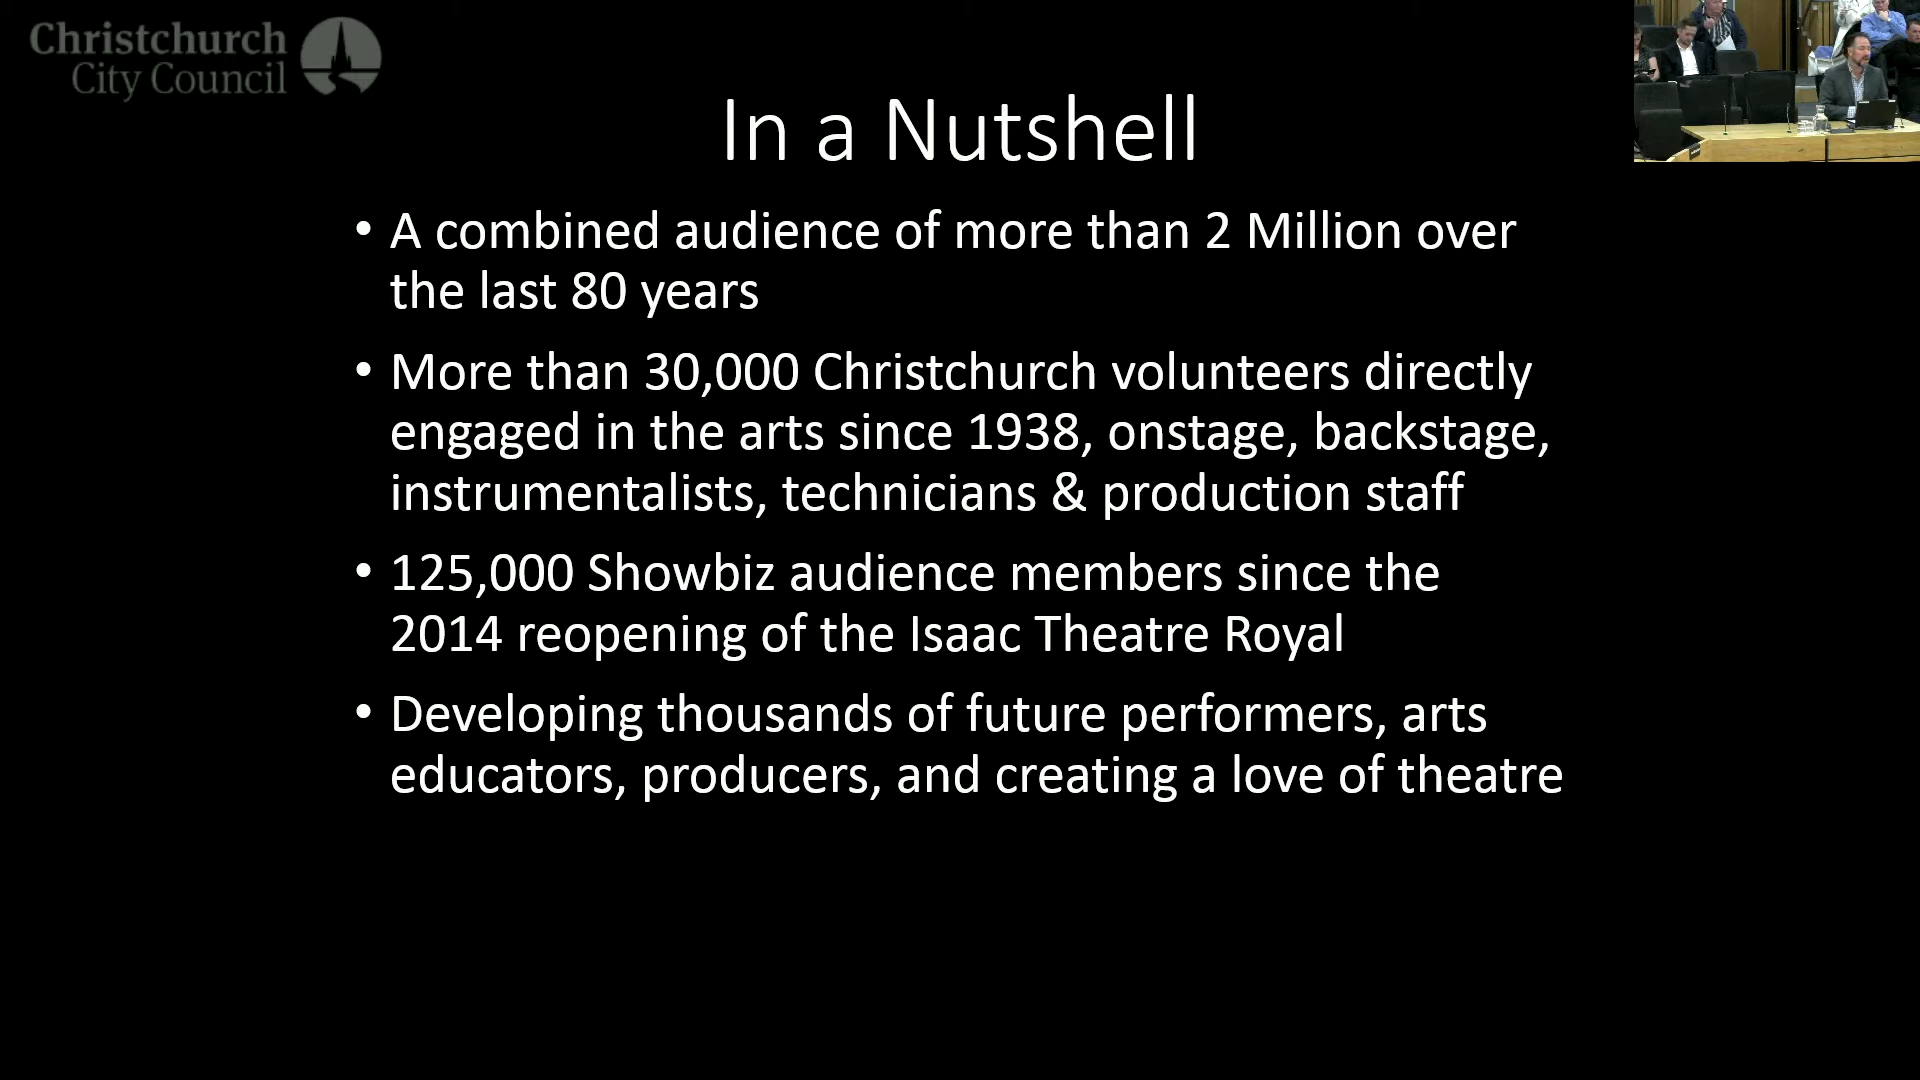 Christchurch
City Council
In a Nutshell
• A combined audience of more than 2 Million over
the last 80 years
• More than 30,000 Christchurch volunteers directly
engaged in the arts since 1938, onstage, backstage,
instrumentalists, technicians & production staff
• 125,000 Showbiz audience members since the
2014 reopening of the Isaac Theatre Royal
• Developing thousands of future performers, arts
educators, producers, and creating a love of theatre